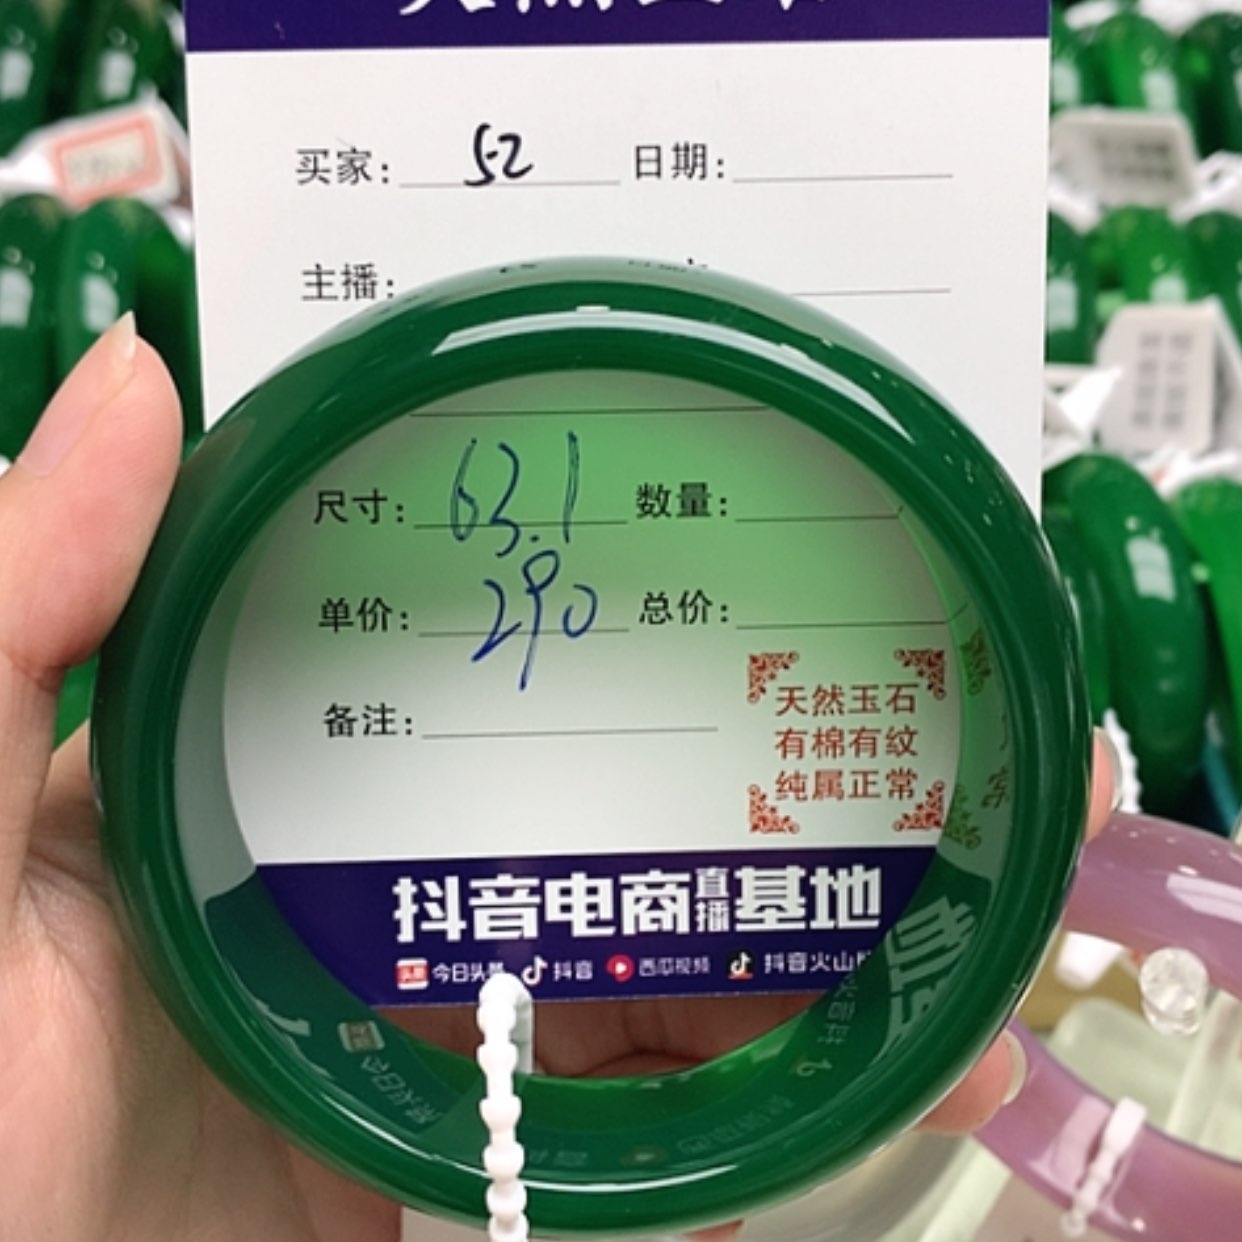 买家: 52 日期:
主播:
尺寸: 63.1 数量:
单价: 290 总价:
备注:
天然玉石
有棉有纹
纯属正常
抖音电商直播基地
今日头条 抖音 西瓜视频 抖音火山版